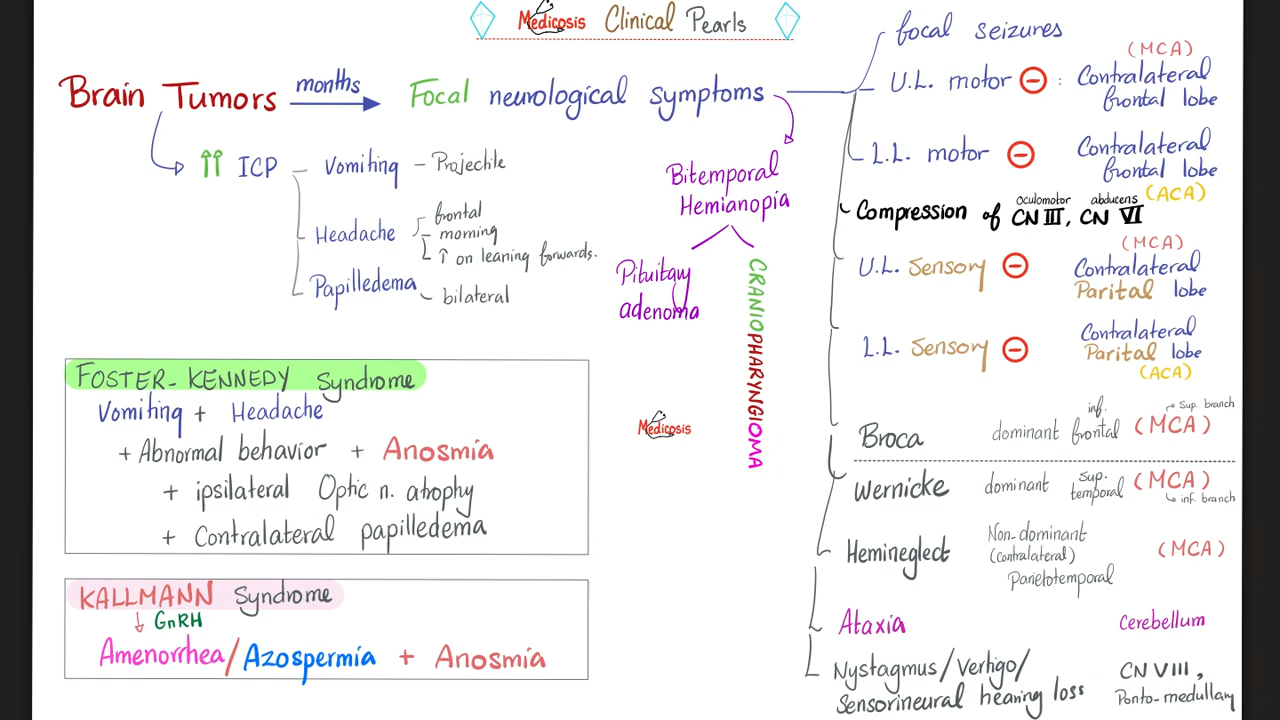 Medicosis Clinical Pearls
Brain Tumors months Focal neurological symptoms
↑↑ ICP
Vomiting - Projectile
Headache
frontal
morning
↑ on leaning forwards.
Papilledema
bilateral
Bitemporal
Hemianopia
Pituitary
adenoma
CRANIOPHARYNGIOMA
Medicosis
focal seizures
(MCA)
U.L. motor ⊖ : Contralateral
frontal lobe
L.L. motor ⊖ Contralateral
frontal lobe
(ACA)
oculomotor abducens
Compression of CN III, CN VI
(MCA)
U.L. Sensory ⊖ Contralateral
Parital lobe
L.L. Sensory ⊖ Contralateral
Parital lobe
(ACA)
Broca dominant inf. frontal (MCA) Sup. branch
Wernicke dominant Sup. temporal (MCA) inf. branch
Hemineglect Non-dominant (MCA)
(contralateral)
Parietotemporal
Ataxia Cerebellum
Nystagmus/Vertigo/ CN VIII,
Sensorineural hearing loss Ponto-medullary
FOSTER-KENNEDY Syndrome
Vomiting + Headache
+ Abnormal behavior + Anosmia
+ ipsilateral Optic n. atrophy
+ Contralateral papilledema
KALLMANN Syndrome
↓ GnRH
Amenorrhea/Azospermia + Anosmia